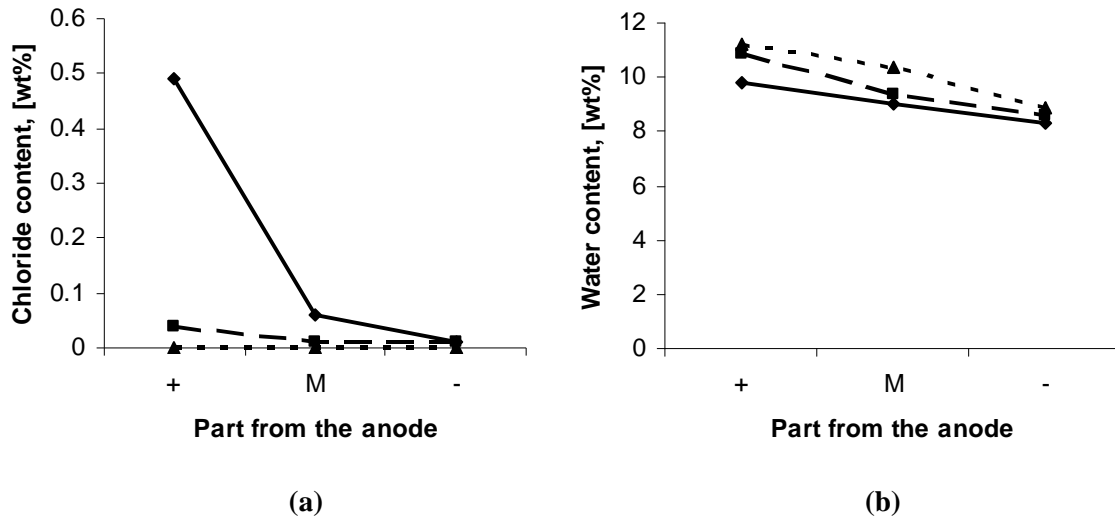 0.6
0.5
0.4
0.3
0.2
0.1
0
Chloride content, [wt%]
+ M -
Part from the anode
(a)
12
10
8
6
4
2
0
Water content, [wt%]
+ M -
Part from the anode
(b)